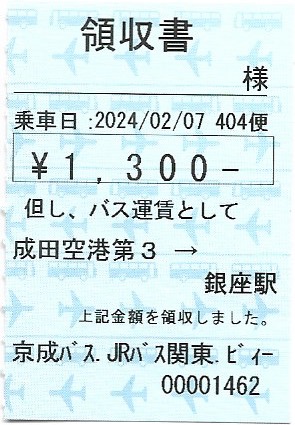 領収書
様
乗車日:2024/02/07 404便
¥1,300-
但し、バス運賃として
成田空港第3 →
銀座駅
上記金額を領収しました。
京成ﾊﾞｽ.JRﾊﾞｽ関東.ﾋﾞｨｰ
00001462